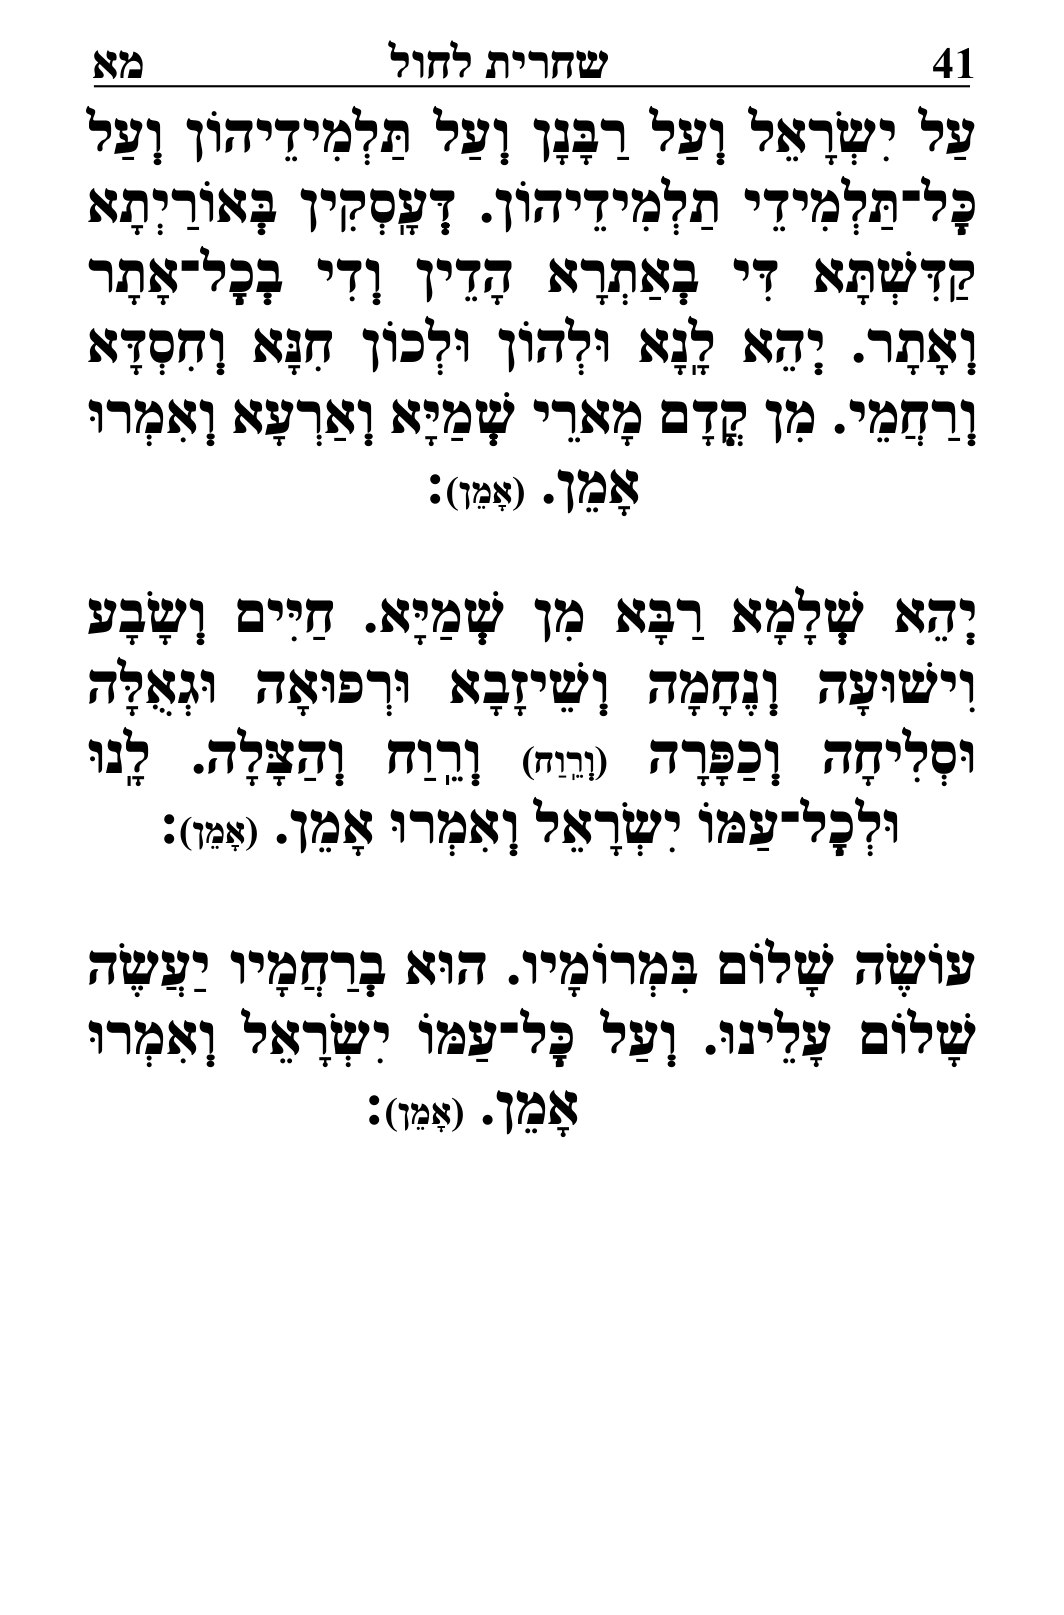 41 שחרית לחול מא
עַל יִשְׂרָאֵל וְעַל רַבָּנָן וְעַל תַּלְמִידֵיהוֹן וְעַל
כׇּל־תַּלְמִידֵי תַלְמִידֵיהוֹן. דְּעָסְקִין בְּאוֹרַיְתָא
קַדִּשְׁתָּא דִּי בְאַתְרָא הָדֵין וְדִי בְכׇל־אָתָר
וְאָתָר. יְהֵא לָנָא וּלְהוֹן וּלְכוֹן חִנָּא וְחִסְדָּא
וְרַחֲמֵי. מִן קֳדָם מָארֵי שְׁמַיָּא וְאַרְעָא וְאִמְרוּ
אָמֵן. (אָמֵן):
יְהֵא שְׁלָמָא רַבָּא מִן שְׁמַיָּא. חַיִּים וְשָׂבָע
וִישׁוּעָה וְנֶחָמָה וְשֵׁיזָבָא וּרְפוּאָה וּגְאֻלָּה
וּסְלִיחָה וְכַפָּרָה (וְרֵוַח) וְרֵוַח וְהַצָּלָה. לָנוּ
וּלְכׇל־עַמּוֹ יִשְׂרָאֵל וְאִמְרוּ אָמֵן. (אָמֵן):
עוֹשֶׂה שָׁלוֹם בִּמְרוֹמָיו. הוּא בְרַחֲמָיו יַעֲשֶׂה
שָׁלוֹם עָלֵינוּ. וְעַל כׇּל־עַמּוֹ יִשְׂרָאֵל וְאִמְרוּ
אָמֵן. (אָמֵן):